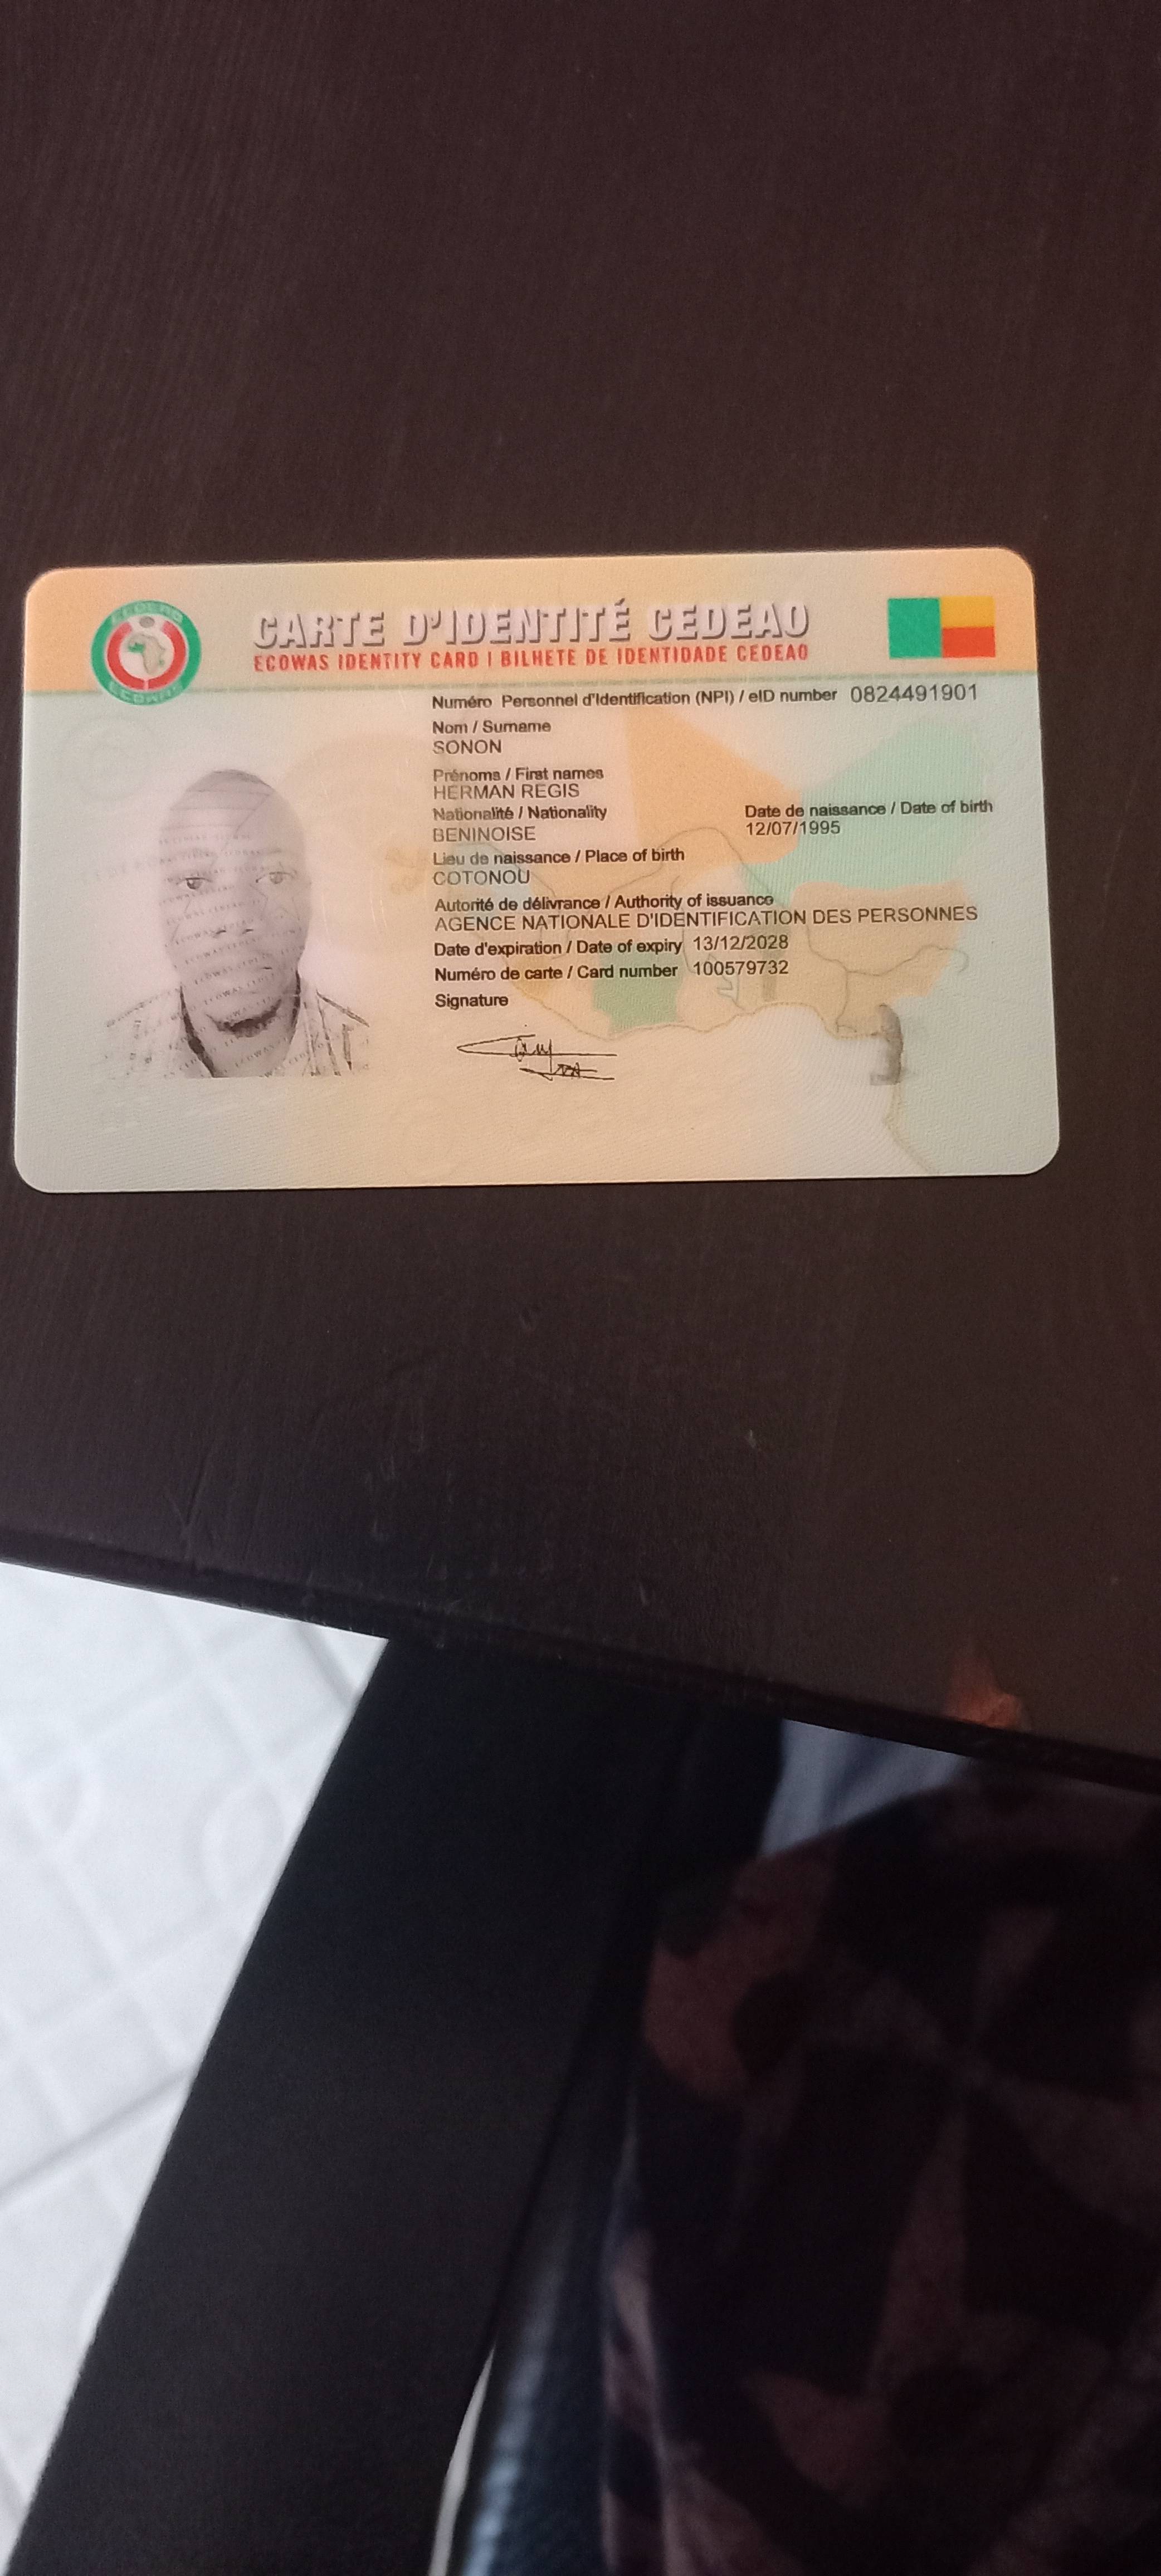 CEDEAO
ECOWAS
CARTE D'IDENTITÉ CEDEAO
ECOWAS IDENTITY CARD | BILHETE DE IDENTIDADE CEDEAO
Numéro Personnel d'Identification (NPI) / eID number 0824491901
Nom / Surname
SONON
Prénoms / First names
HERMAN REGIS
Nationalité / Nationality
BENINOISE
Date de naissance / Date of birth
12/07/1995
Lieu de naissance / Place of birth
COTONOU
Autorité de délivrance / Authority of issuance
AGENCE NATIONALE D'IDENTIFICATION DES PERSONNES
Date d'expiration / Date of expiry 13/12/2028
Numéro de carte / Card number 100579732
Signature